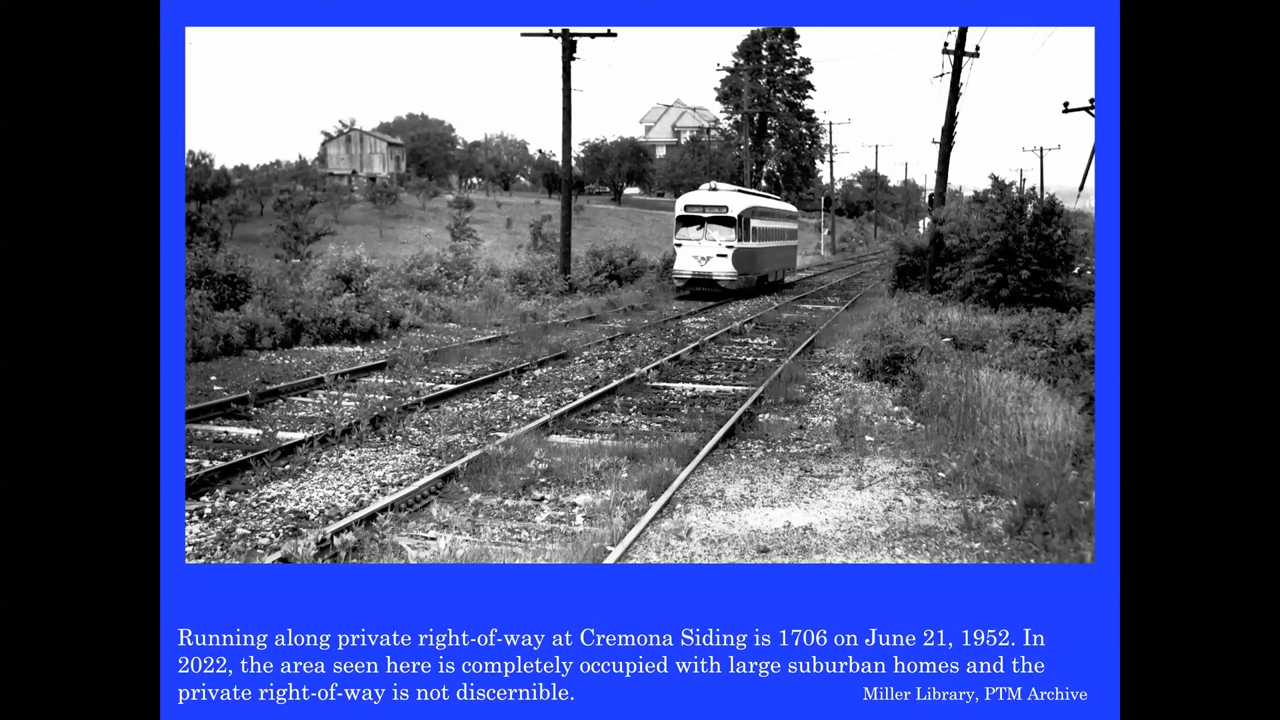 Running along private right-of-way at Cremona Siding is 1706 on June 21, 1952. In
2022, the area seen here is completely occupied with large suburban homes and the
private right-of-way is not discernible.
Miller Library, PTM Archive